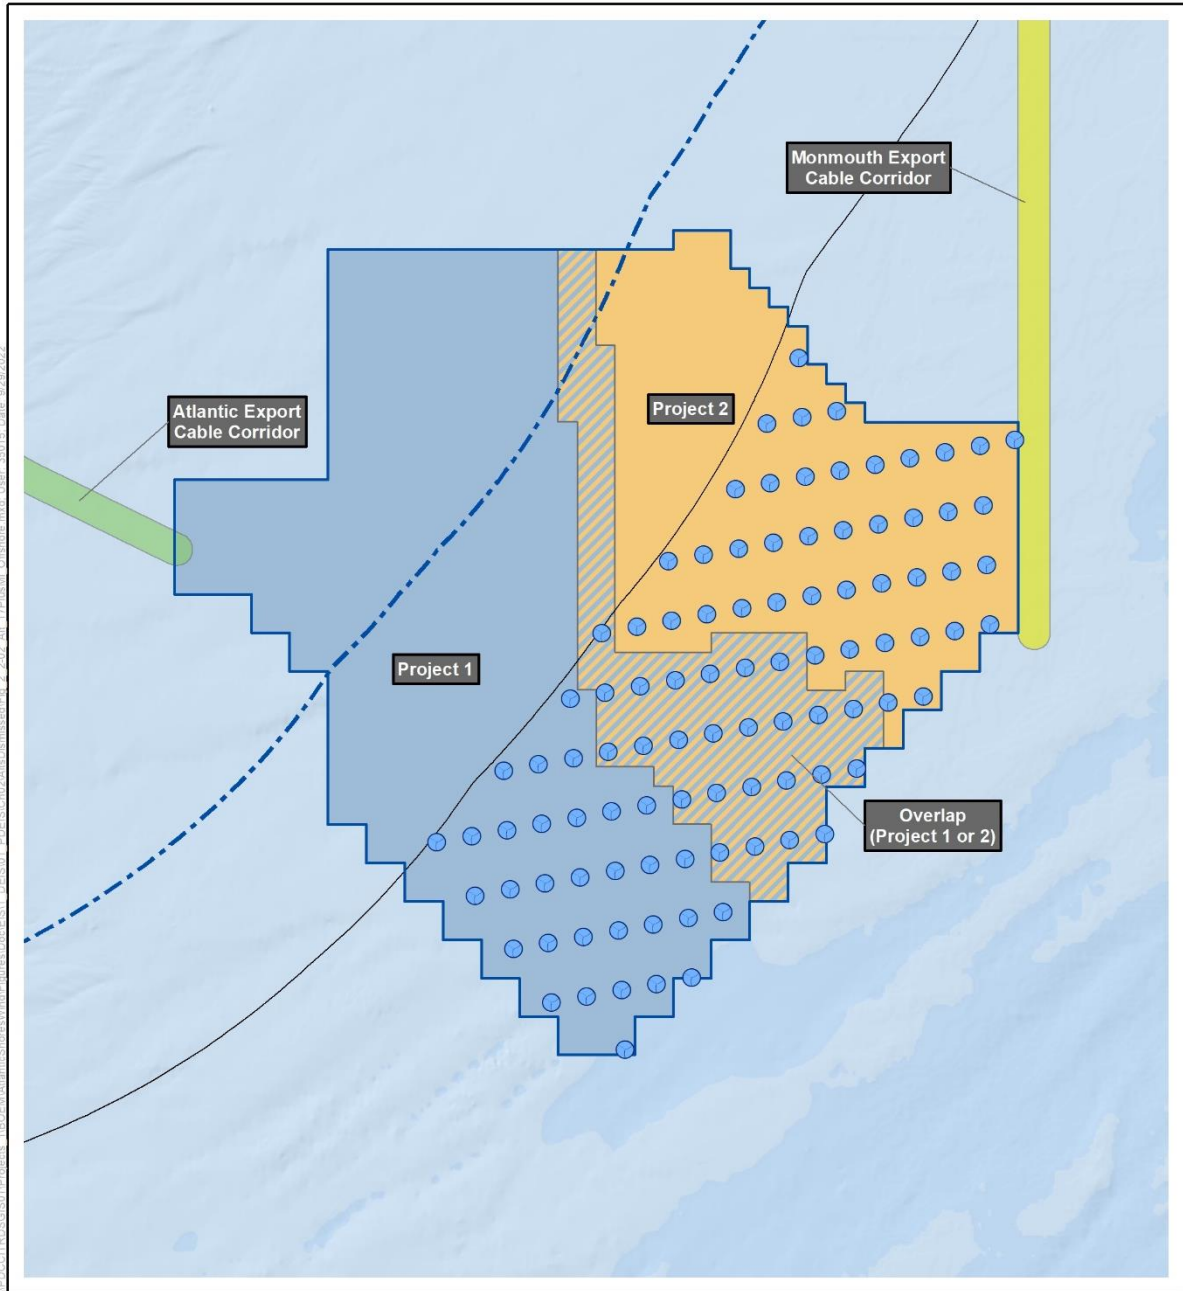 Monmouth Export
Cable Corridor
Atlantic Export
Cable Corridor
Project 2
Project 1
Overlap
(Project 1 or 2)